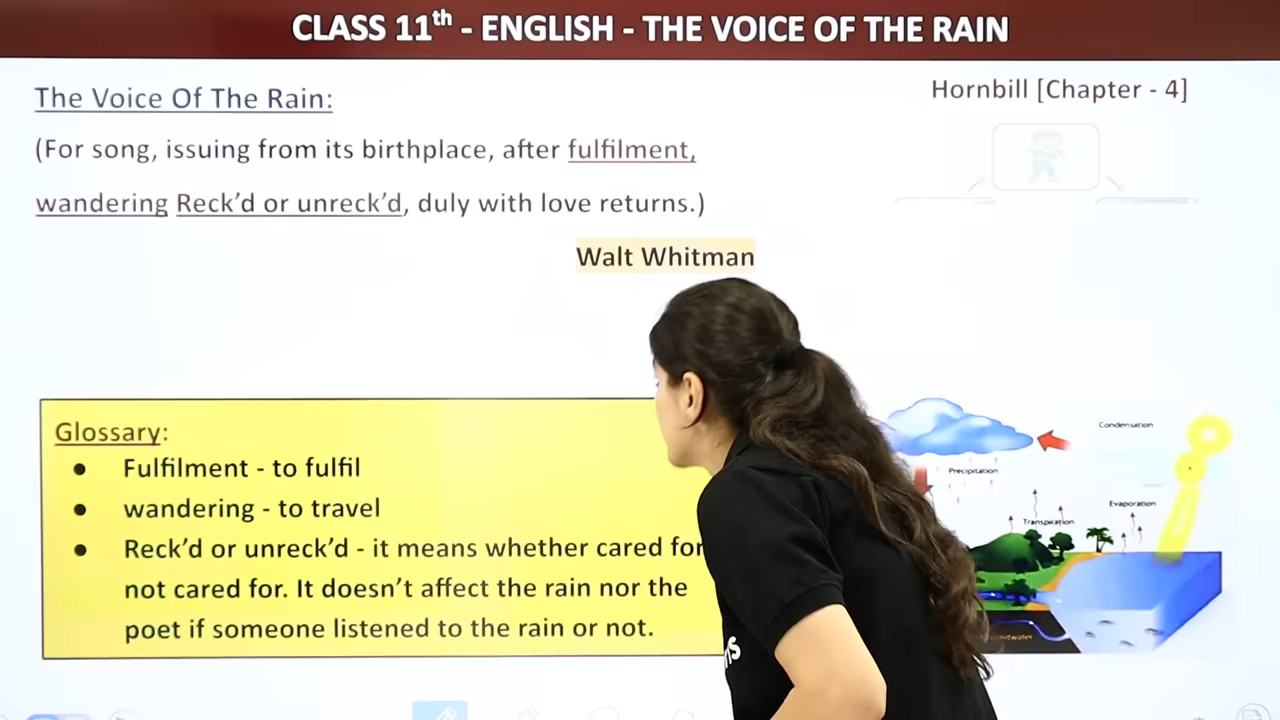 CLASS 11th - ENGLISH - THE VOICE OF THE RAIN
The Voice Of The Rain:
Hornbill [Chapter - 4]
(For song, issuing from its birthplace, after fulfilment,
wandering Reck’d or unreck’d, duly with love returns.)
Walt Whitman
Glossary:
● Fulfilment - to fulfil
● wandering - to travel
● Reck’d or unreck’d - it means whether cared for
not cared for. It doesn’t affect the rain nor the
poet if someone listened to the rain or not.
Condensation
Precipitation
Evaporation
Transpiration